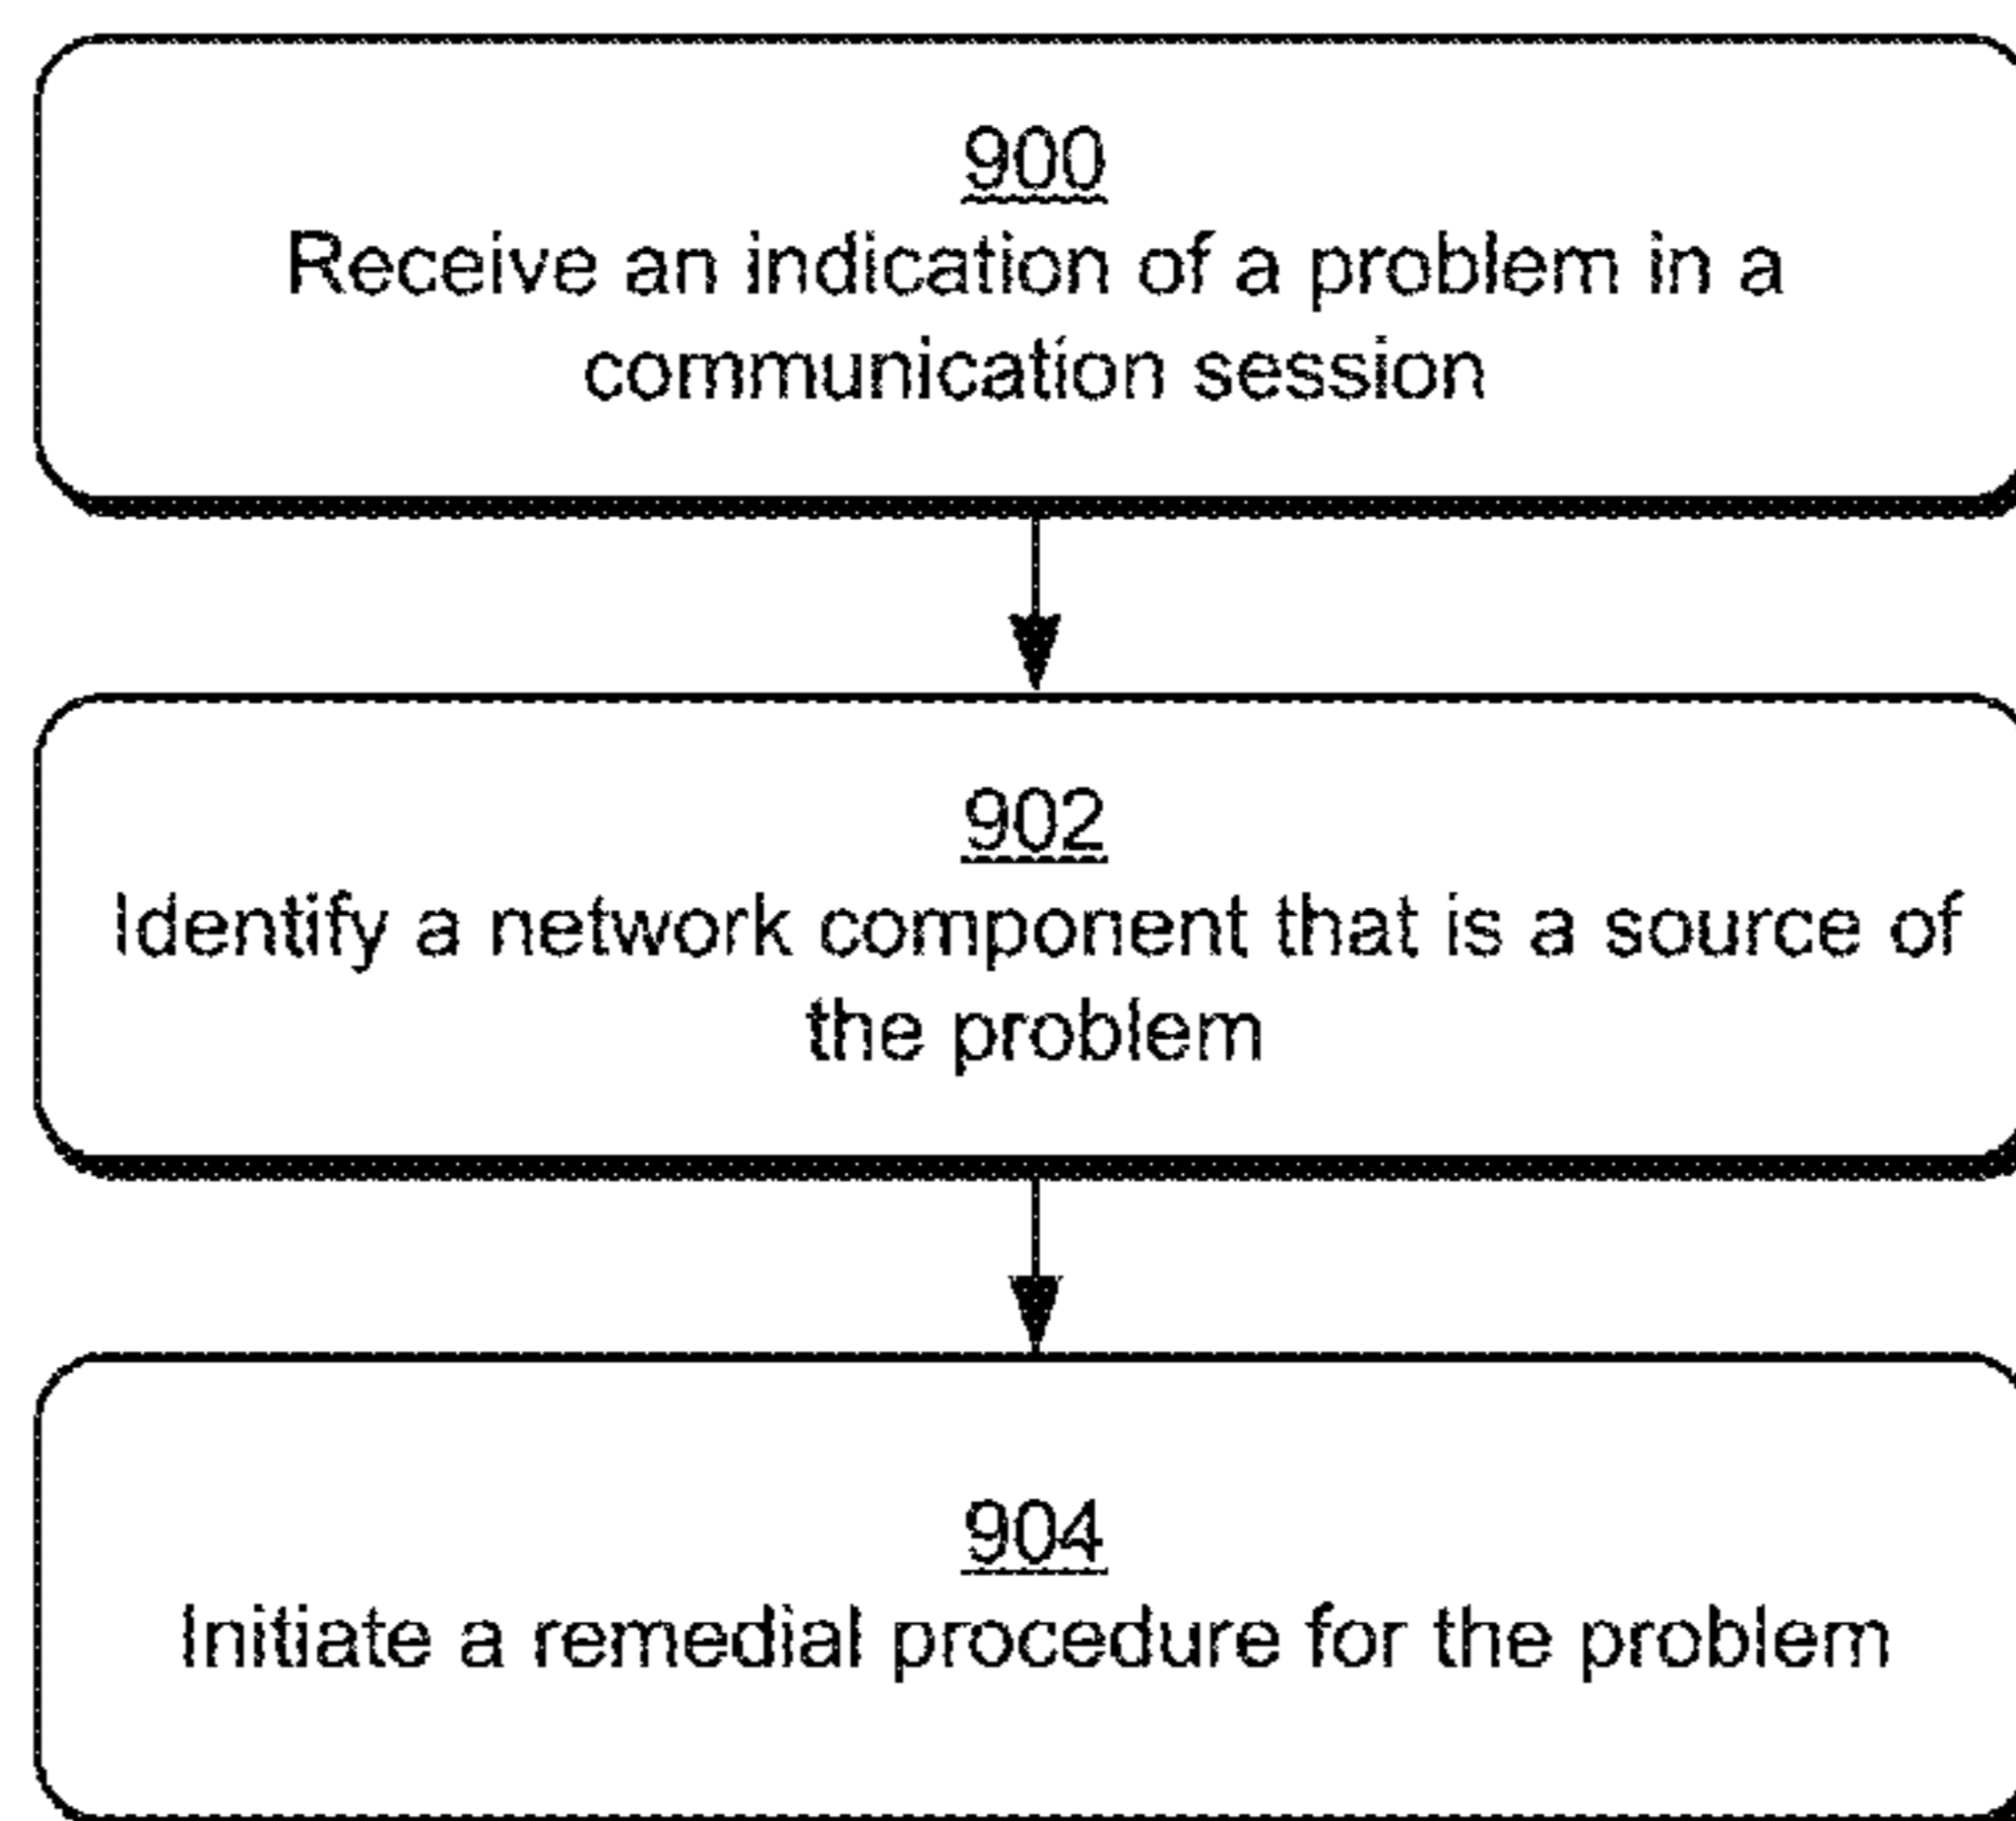 900
Receive an indication of a problem in a
communication session
902
Identify a network component that is a source of
the problem
904
Initiate a remedial procedure for the problem